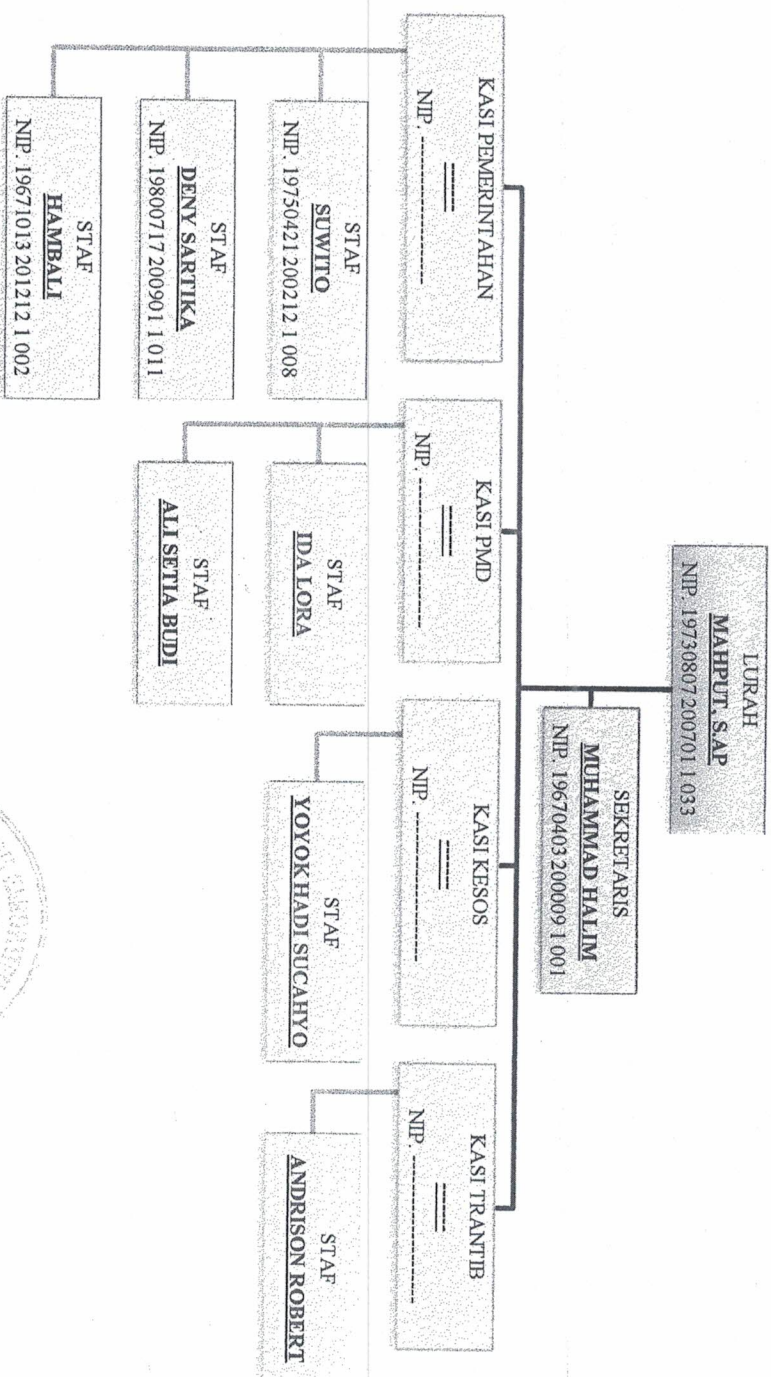 LURAH
MAHPUT, S.AP
NIP. 19730807 200701 1 033
SEKRETARIS
MUHAMMAD HALIM
NIP. 19670403 200009 1 001
KASI PEMERINTAHAN
------
NIP. ----------------------
KASI PMD
------
NIP. ----------------------
KASI KESOS
------
NIP. ----------------------
KASI TRANTIB
------
NIP. ----------------------
STAF
SUWITO
NIP. 19750421 200212 1 008
STAF
DENY SARTIKA
NIP. 19800717 200901 1 011
STAF
HAMBALI
NIP. 19671013 201212 1 002
STAF
IDA LORA
STAF
ALI SETIA BUDI
STAF
YOYOK HADI SUCAHYO
STAF
ANDRISON ROBERT